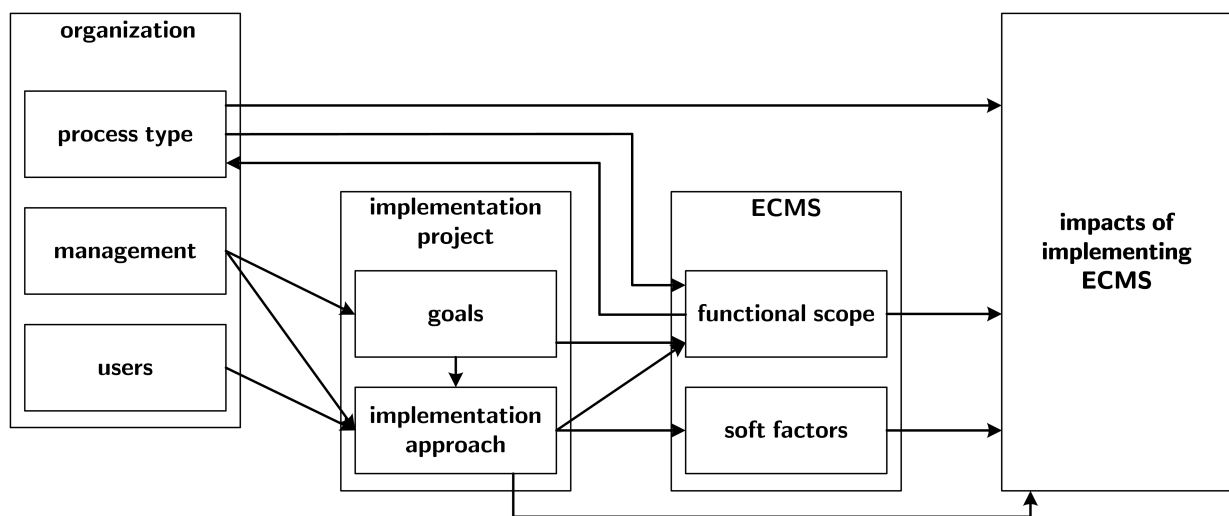 organization
process type
management
users
implementation
project
goals
implementation
approach
ECMS
functional scope
soft factors
impacts of
implementing
ECMS